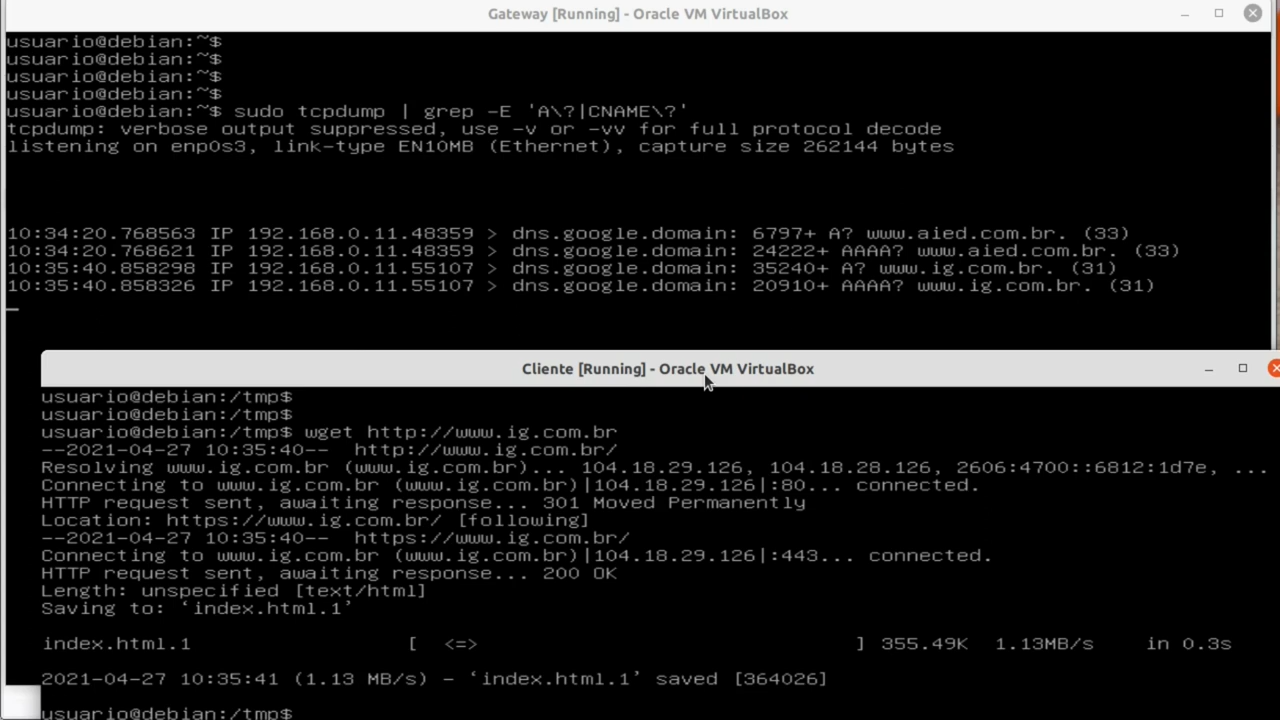 Gateway [Running] - Oracle VM VirtualBox
usuario@debian:~$
usuario@debian:~$
usuario@debian:~$
usuario@debian:~$
usuario@debian:~$ sudo tcpdump | grep -E 'A\?|CNAME\?'
tcpdump: verbose output suppressed, use -v or -vv for full protocol decode
listening on enp0s3, link-type EN10MB (Ethernet), capture size 262144 bytes
10:34:20.768563 IP 192.168.0.11.48359 > dns.google.domain: 6797+ A? www.aied.com.br. (33)
10:34:20.768621 IP 192.168.0.11.48359 > dns.google.domain: 24222+ AAAA? www.aied.com.br. (33)
10:35:40.858298 IP 192.168.0.11.55107 > dns.google.domain: 35240+ A? www.ig.com.br. (31)
10:35:40.858326 IP 192.168.0.11.55107 > dns.google.domain: 20910+ AAAA? www.ig.com.br. (31)
Cliente [Running] - Oracle VM VirtualBox
usuario@debian:/tmp$
usuario@debian:/tmp$
usuario@debian:/tmp$ wget http://www.ig.com.br
--2021-04-27 10:35:40--  http://www.ig.com.br/
Resolving www.ig.com.br (www.ig.com.br)... 104.18.29.126, 104.18.28.126, 2606:4700::6812:1d7e, ...
Connecting to www.ig.com.br (www.ig.com.br)|104.18.29.126|:80... connected.
HTTP request sent, awaiting response... 301 Moved Permanently
Location: https://www.ig.com.br/ [following]
--2021-04-27 10:35:40--  https://www.ig.com.br/
Connecting to www.ig.com.br (www.ig.com.br)|104.18.29.126|:443... connected.
HTTP request sent, awaiting response... 200 OK
Length: unspecified [text/html]
Saving to: ‘index.html.1’
index.html.1 [ <=> ] 355.49K 1.13MB/s in 0.3s
2021-04-27 10:35:41 (1.13 MB/s) - ‘index.html.1’ saved [364026]
usuario@debian:/tmp$